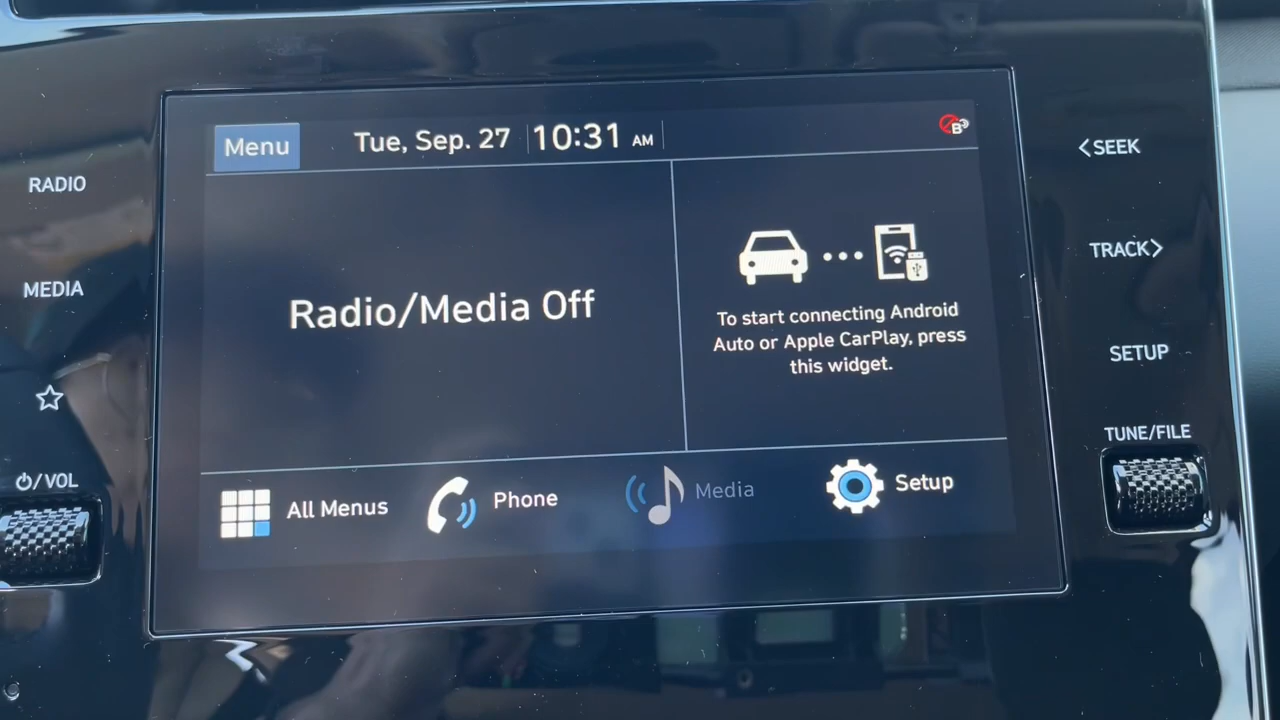 Menu
Tue, Sep. 27
10:31 AM
B
RADIO
MEDIA
⏻/VOL
Radio/Media Off
To start connecting Android
Auto or Apple CarPlay, press
this widget.
All Menus
Phone
Media
Setup
<SEEK
TRACK>
SETUP
TUNE/FILE